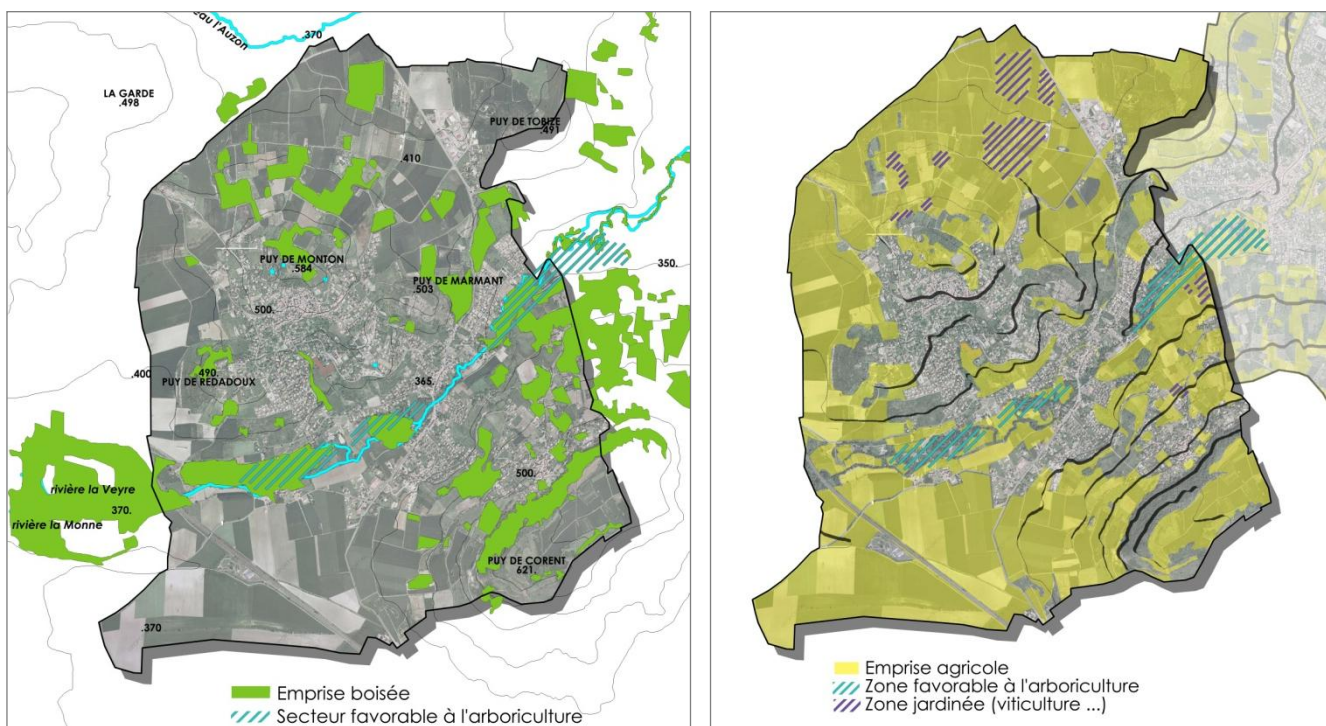 eau l'Auzon
.370
LA GARDE
.498
PUY DE TOBIZE
.491
410
PUY DE MONTON
.584
350.
PUY DE MARMANT
.503
500.
.490.
.400
PUY DE REDADOUX
365.
500.
rivière la Veyre
370.
rivière la Monne
PUY DE CORENT
621.
.370
Emprise boisée
Secteur favorable à l'arboriculture
Emprise agricole
Zone favorable à l'arboriculture
Zone jardinée (viticulture ...)